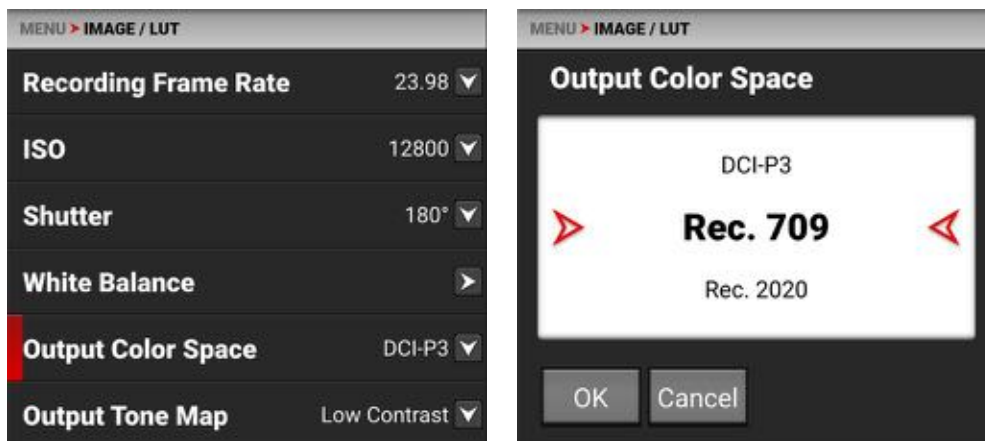 MENU > IMAGE / LUT
Recording Frame Rate 23.98
ISO 12800
Shutter 180°
White Balance
Output Color Space DCI-P3
Output Tone Map Low Contrast
MENU > IMAGE / LUT
Output Color Space
DCI-P3
Rec. 709
Rec. 2020
OK Cancel